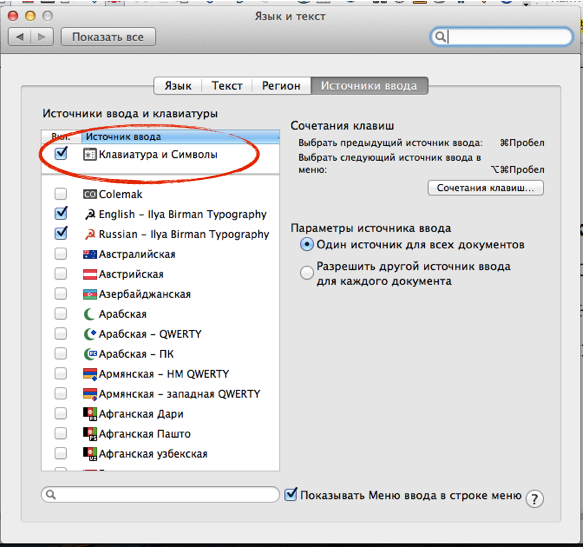 Язык и текст
Показать все
Язык Текст Регион Источники ввода
Источники ввода и клавиатуры
Вкл. Источник ввода
Клавиатура и Символы
Colemak
English – Ilya Birman Typography
Russian – Ilya Birman Typography
Австралийская
Австрийская
Азербайджанская
Арабская
Арабская – QWERTY
Арабская – ПК
Армянская – HM QWERTY
Армянская – западная QWERTY
Афганская Дари
Афганская Пашто
Афганская узбекская
Сочетания клавиш
Выбрать предыдущий источник ввода: ⌘Пробел
Выбрать следующий источник ввода в
меню: ⌥⌘Пробел
Сочетания клавиш...
Параметры источника ввода
Один источник для всех документов
Разрешить другой источник ввода
для каждого документа
Показывать Меню ввода в строке меню ?